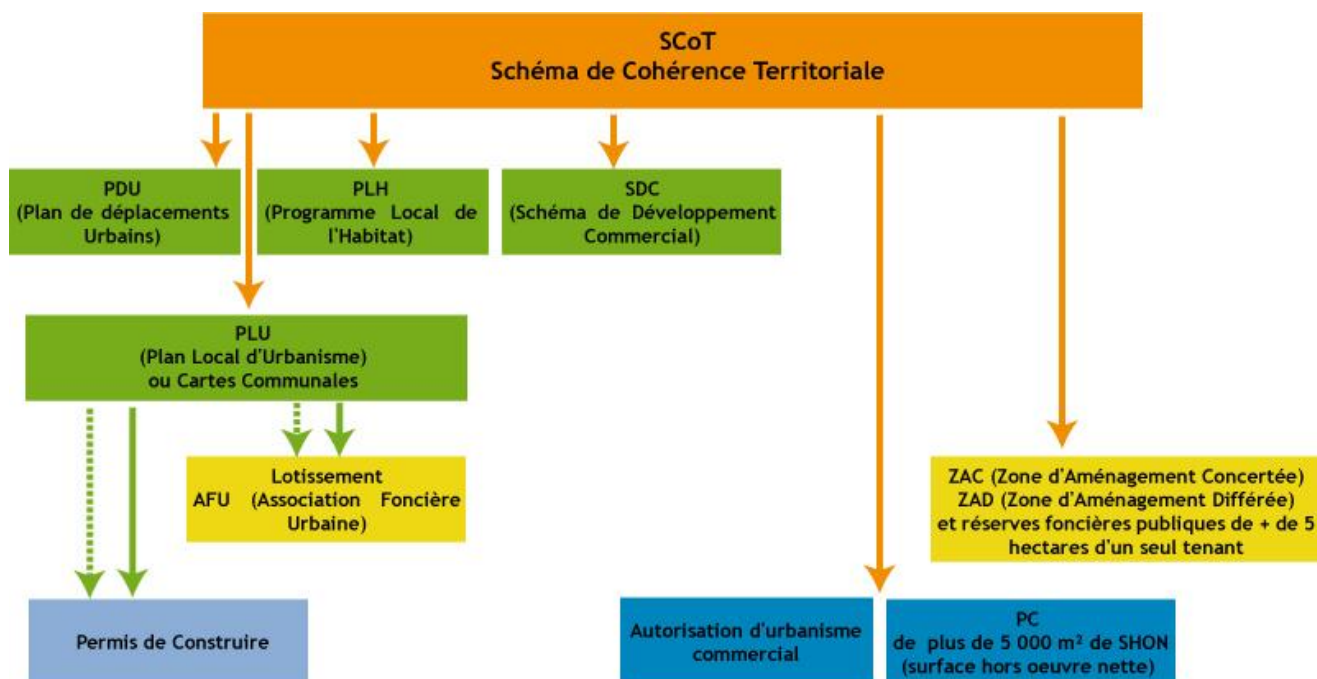 SCoT
Schéma de Cohérence Territoriale
PDU
(Plan de déplacements
Urbains)
PLH
(Programme Local de
l'Habitat)
SDC
(Schéma de Développement
Commercial)
PLU
(Plan Local d'Urbanisme)
ou Cartes Communales
Lotissement
AFU (Association Foncière
Urbaine)
ZAC (Zone d'Aménagement Concertée)
ZAD (Zone d'Aménagement Différée)
et réserves foncières publiques de + de 5
hectares d'un seul tenant
Permis de Construire
Autorisation d'urbanisme
commercial
PC
de plus de 5 000 m² de SHON
(surface hors oeuvre nette)